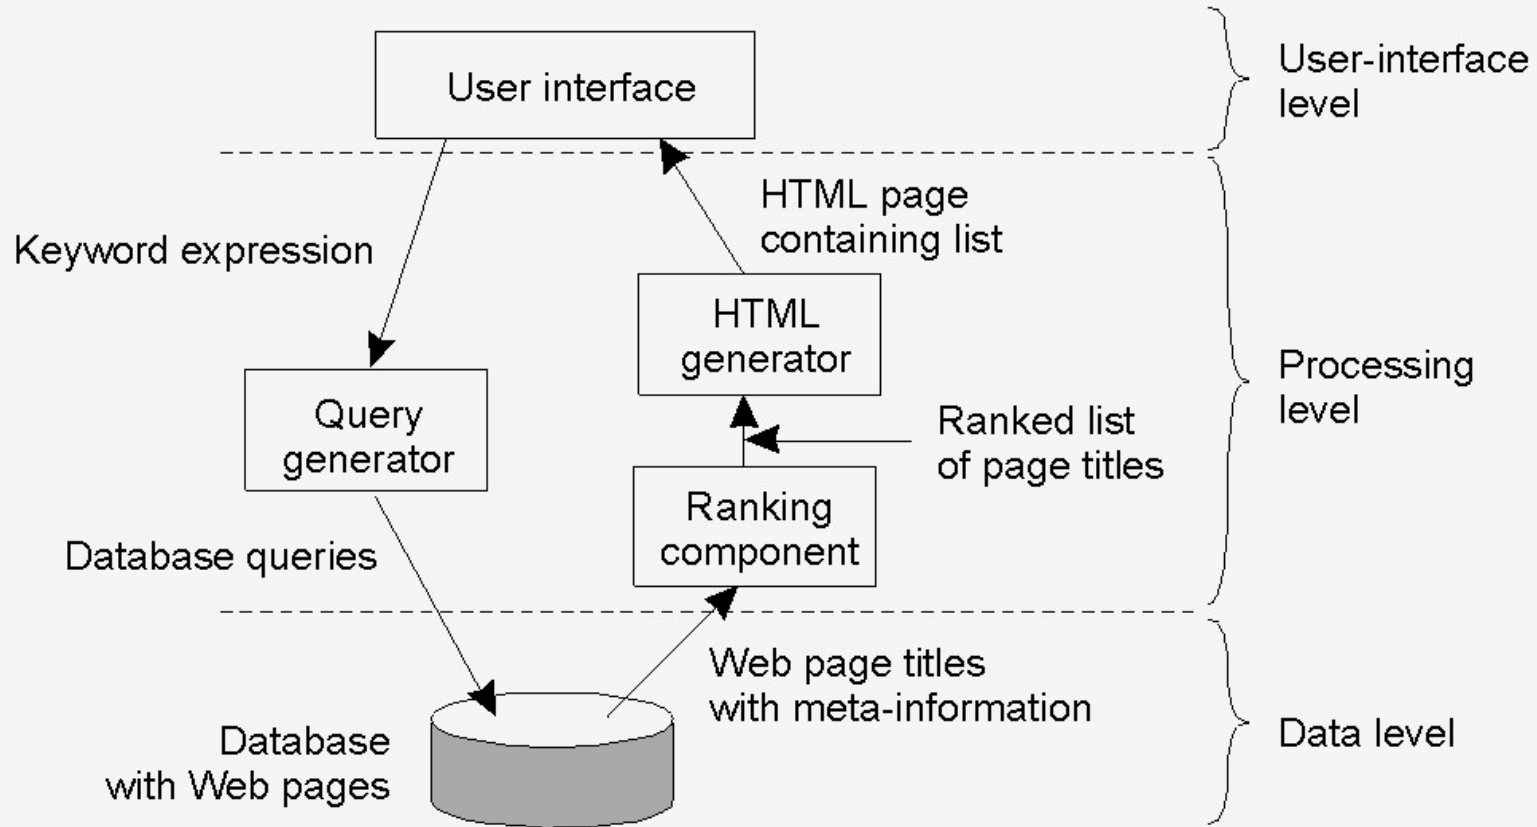 User interface
User-interface
level
HTML page
containing list
Keyword expression
HTML
generator
Processing
level
Query
generator
Ranked list
of page titles
Ranking
component
Database queries
Web page titles
with meta-information
Database
with Web pages
Data level